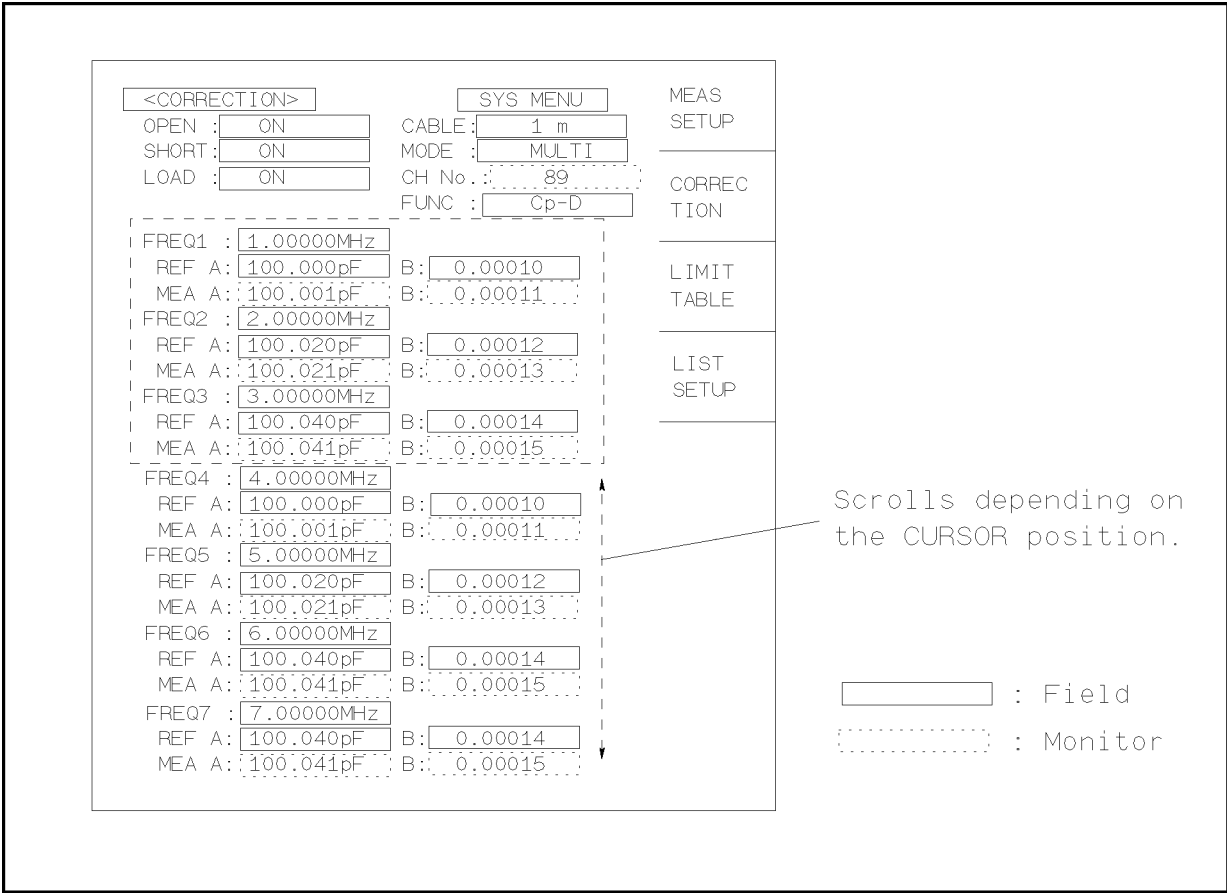 <CORRECTION> SYS MENU
OPEN : ON CABLE: 1 m
SHORT: ON MODE : MULTI
LOAD : ON CH No.: 89
FUNC : Cp-D
FREQ1 : 1.00000MHz
REF A: 100.000pF B: 0.00010
MEA A: 100.001pF B: 0.00011
FREQ2 : 2.00000MHz
REF A: 100.020pF B: 0.00012
MEA A: 100.021pF B: 0.00013
FREQ3 : 3.00000MHz
REF A: 100.040pF B: 0.00014
MEA A: 100.041pF B: 0.00015
FREQ4 : 4.00000MHz
REF A: 100.000pF B: 0.00010
MEA A: 100.001pF B: 0.00011
FREQ5 : 5.00000MHz
REF A: 100.020pF B: 0.00012
MEA A: 100.021pF B: 0.00013
FREQ6 : 6.00000MHz
REF A: 100.040pF B: 0.00014
MEA A: 100.041pF B: 0.00015
FREQ7 : 7.00000MHz
REF A: 100.040pF B: 0.00014
MEA A: 100.041pF B: 0.00015
MEAS
SETUP
CORREC
TION
LIMIT
TABLE
LIST
SETUP
Scrolls depending on
the CURSOR position.
: Field
: Monitor